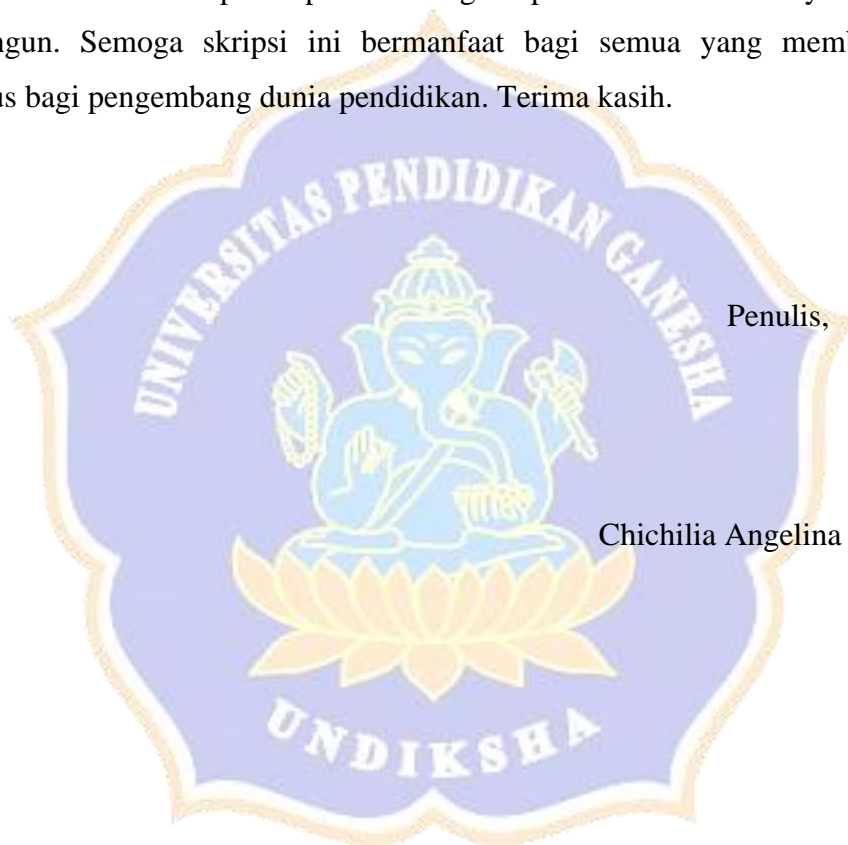 ngun. Semoga skripsi ini bermanfaat bagi semua yang memb
us bagi pengembang dunia pendidikan. Terima kasih.
UNIVERSITAS PENDIDIKAN GANESHA
Penulis,
Chichilia Angelina
UNDIKSHA